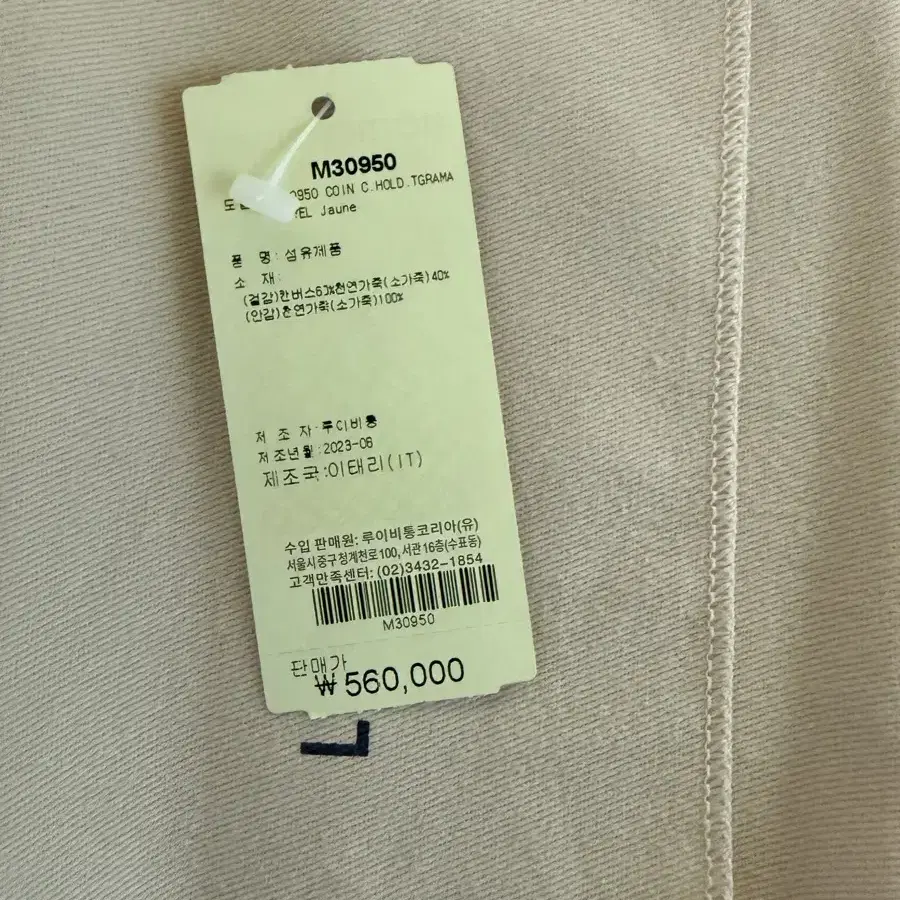 M30950
950 COIN C.HOLD.TGRAMA
EL Jaune
품 명: 섬유제품
소 재:
(겉감)캔버스60%천연가죽(소가죽)40%
(안감)천연가죽(소가죽)100%
제 조 자:루이비통
제조년월:2023-08
제조국:이태리(IT)
수입 판매원: 루이비통코리아(유)
서울시중구청계천로100,서관16층(수표동)
고객만족센터: (02)3432-1854
M30950
판매가
₩560,000
L